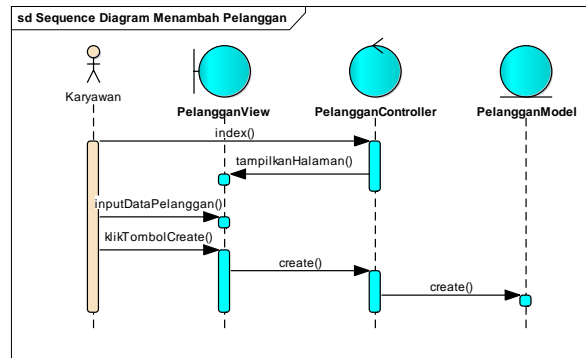 sd Sequence Diagram Menambah Pelanggan
Karyawan
PelangganView
PelangganController
PelangganModel
index()
tampilkanHalaman()
inputDataPelanggan()
klikTombolCreate()
create()
create()